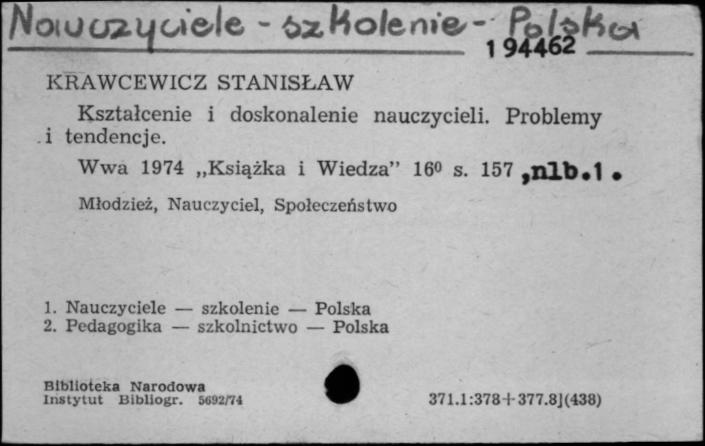 Nauczyciele - szkolenie - Polska
194462
KRAWCEWICZ STANISŁAW
Kształcenie i doskonalenie nauczycieli. Problemy
i tendencje.
Wwa 1974 „Książka i Wiedza” 16⁰ s. 157 ,nlb.1.
Młodzież, Nauczyciel, Społeczeństwo
1. Nauczyciele — szkolenie — Polska
2. Pedagogika — szkolnictwo — Polska
Biblioteka Narodowa
Instytut Bibliogr. 5692/74
371.1:378+377.8](438)